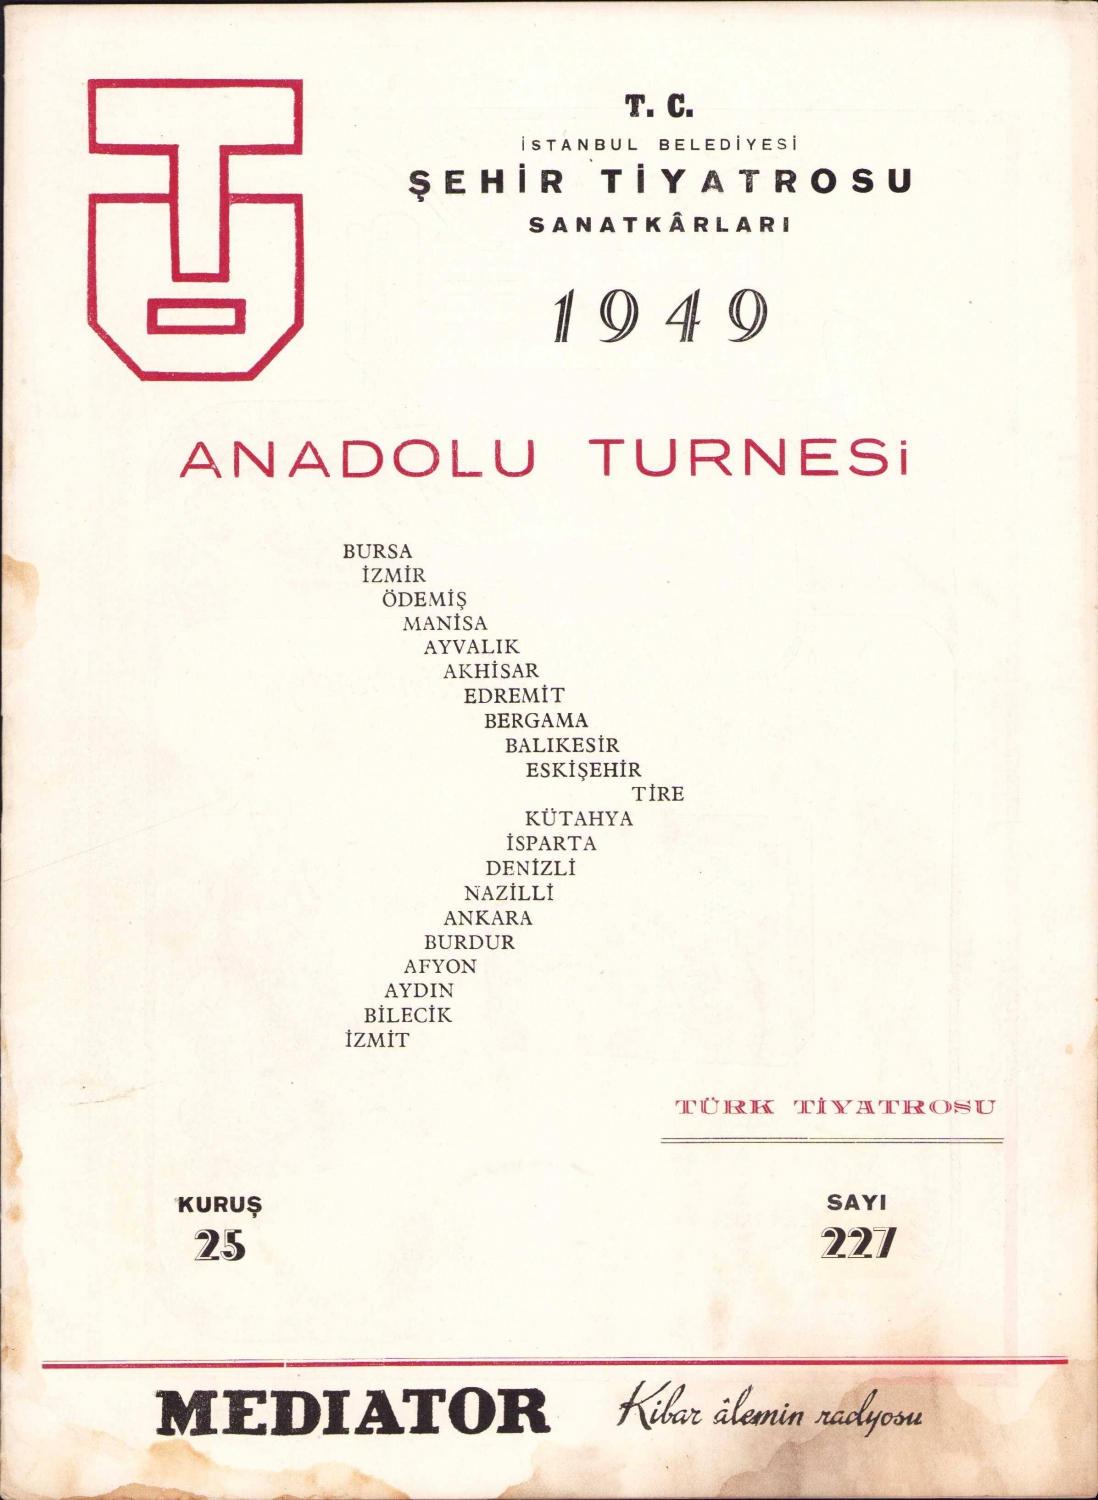 T. C.
İSTANBUL BELEDİYESİ
ŞEHİR TİYATROSU
SANATKÂRLARI
1949
ANADOLU TURNESİ
BURSA
İZMİR
ÖDEMİŞ
MANİSA
AYVALIK
AKHİSAR
EDREMİT
BERGAMA
BALIKESİR
ESKİŞEHİR
TİRE
KÜTAHYA
İSPARTA
DENİZLİ
NAZİLLİ
ANKARA
BURDUR
AFYON
AYDIN
BİLECİK
İZMİT
TÜRK TİYATROSU
KURUŞ
25
SAYI
227
MEDIATOR Kibar âlemin radyosu